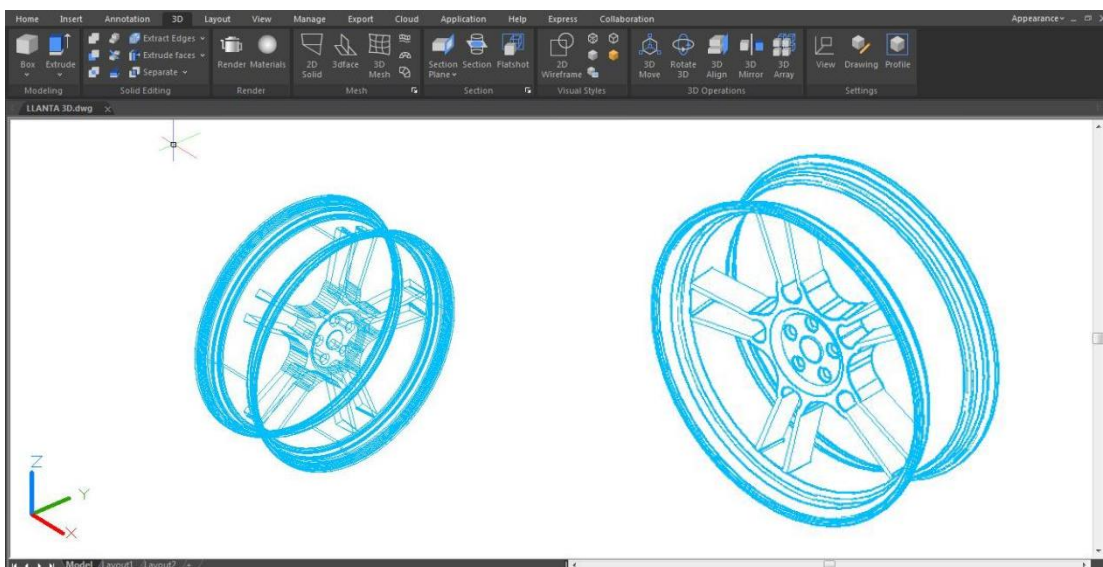 Home Insert Annotation 3D Layout View Manage Export Cloud Application Help Express Collaboration Appearance
Box Extrude Extract Edges Extrude faces Separate Render Materials 2D Solid 3dface 3D Mesh Section Plane Section Flatshot 2D Wireframe 3D Move Rotate 3D 3D Align 3D Mirror 3D Array View Drawing Profile
Modeling Solid Editing Render Mesh Section Visual Styles 3D Operations Settings
LLANTA 3D.dwg
Z
Y
X
Model Layout1 Layout2